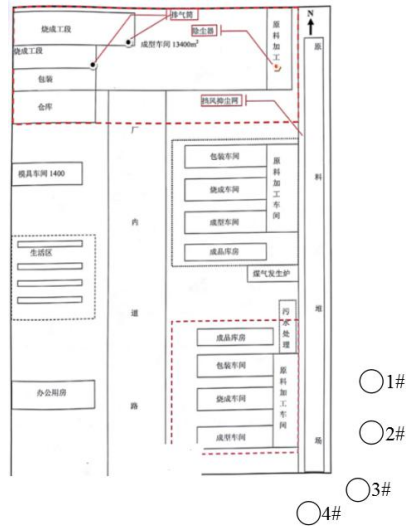 排气筒
N
烧成工段
除尘器
原料加工
原料堆场
成型车间 13400m²
烧成工段
包装
挡风抑尘网
仓库
厂内道路
包装车间
原料加工车间
模具车间 1400
烧成车间
成型车间
生活区
成品库房
煤气发生炉
污水处理
成品库房
包装车间
原料加工车间
1#
办公用房
烧成车间
2#
成型车间
3#
4#